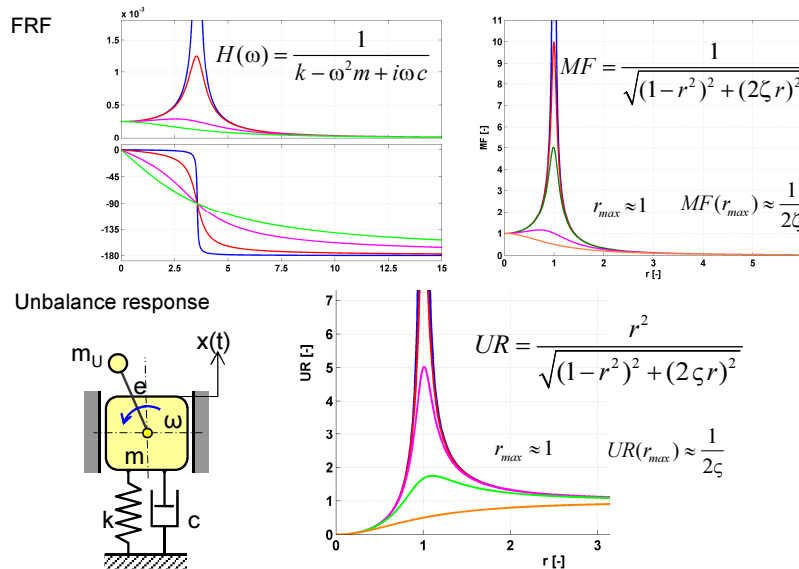 FRF
x 10⁻³
1.5
1
0.5
0
H(ω) = 1 / (k − ω²m + iωc)
0
-45
-90
-135
-180
0 2.5 5 7.5 10 12.5 15
MF [-]
11
10
9
8
7
6
5
4
3
2
1
0
MF = 1 / √((1−r²)² + (2ζr)²)
r_max ≈ 1 MF(r_max) ≈ 1 / 2ζ
0 1 2 3 4 5
r [-]
Unbalance response
m_U
x(t)
e
ω
m
k
c
UR [-]
7
6
5
4
3
2
1
0
UR = r² / √((1−r²)² + (2ςr)²)
r_max ≈ 1 UR(r_max) ≈ 1 / 2ς
0 1 2 3
r [-]